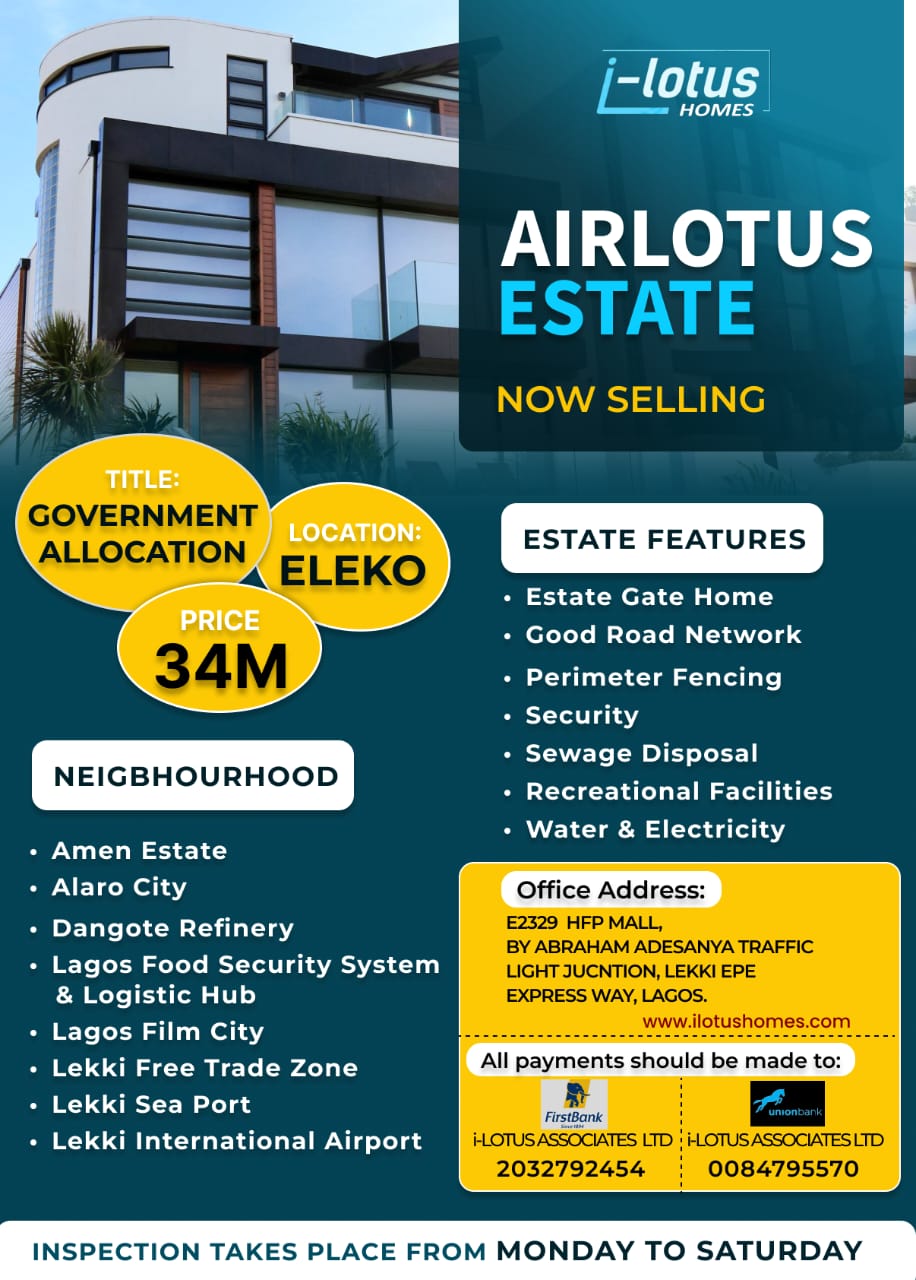 i-lotus
HOMES
AIRLOTUS
ESTATE
NOW SELLING
TITLE:
GOVERNMENT
ALLOCATION
LOCATION:
ELEKO
PRICE
34M
ESTATE FEATURES
• Estate Gate Home
• Good Road Network
• Perimeter Fencing
• Security
• Sewage Disposal
• Recreational Facilities
• Water & Electricity
NEIGBHOURHOOD
• Amen Estate
• Alaro City
• Dangote Refinery
• Lagos Food Security System
& Logistic Hub
• Lagos Film City
• Lekki Free Trade Zone
• Lekki Sea Port
• Lekki International Airport
Office Address:
E2329 HFP MALL,
BY ABRAHAM ADESANYA TRAFFIC
LIGHT JUCNTION, LEKKI EPE
EXPRESS WAY, LAGOS.
www.ilotushomes.com
All payments should be made to:
FirstBank
Since 1894
i-LOTUS ASSOCIATES LTD
2032792454
unionbank
i-LOTUS ASSOCIATES LTD
0084795570
INSPECTION TAKES PLACE FROM MONDAY TO SATURDAY